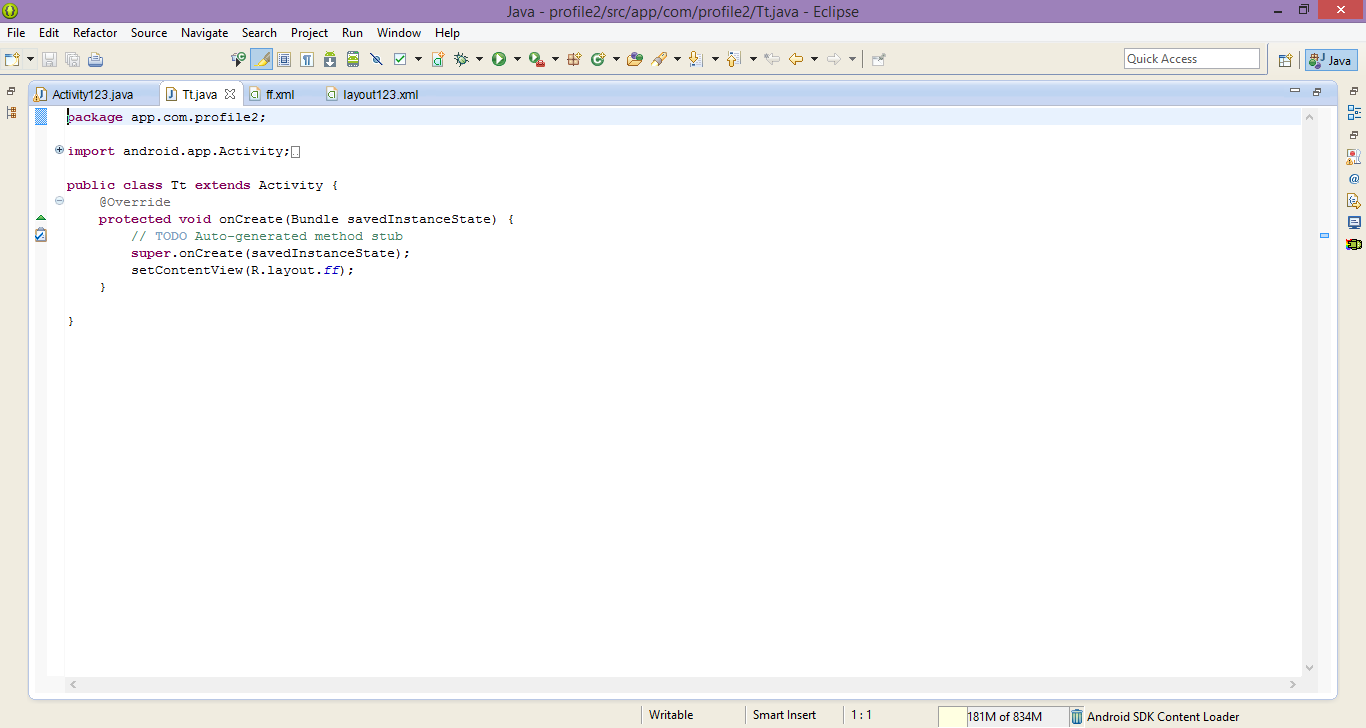 Java - profile2/src/app/com/profile2/Tt.java - Eclipse
File Edit Refactor Source Navigate Search Project Run Window Help
Quick Access
Java
Activity123.java Tt.java ff.xml layout123.xml
package app.com.profile2;
import android.app.Activity;
public class Tt extends Activity {
@Override
protected void onCreate(Bundle savedInstanceState) {
// TODO Auto-generated method stub
super.onCreate(savedInstanceState);
setContentView(R.layout.ff);
}
}
Writable Smart Insert 1 : 1 181M of 834M Android SDK Content Loader